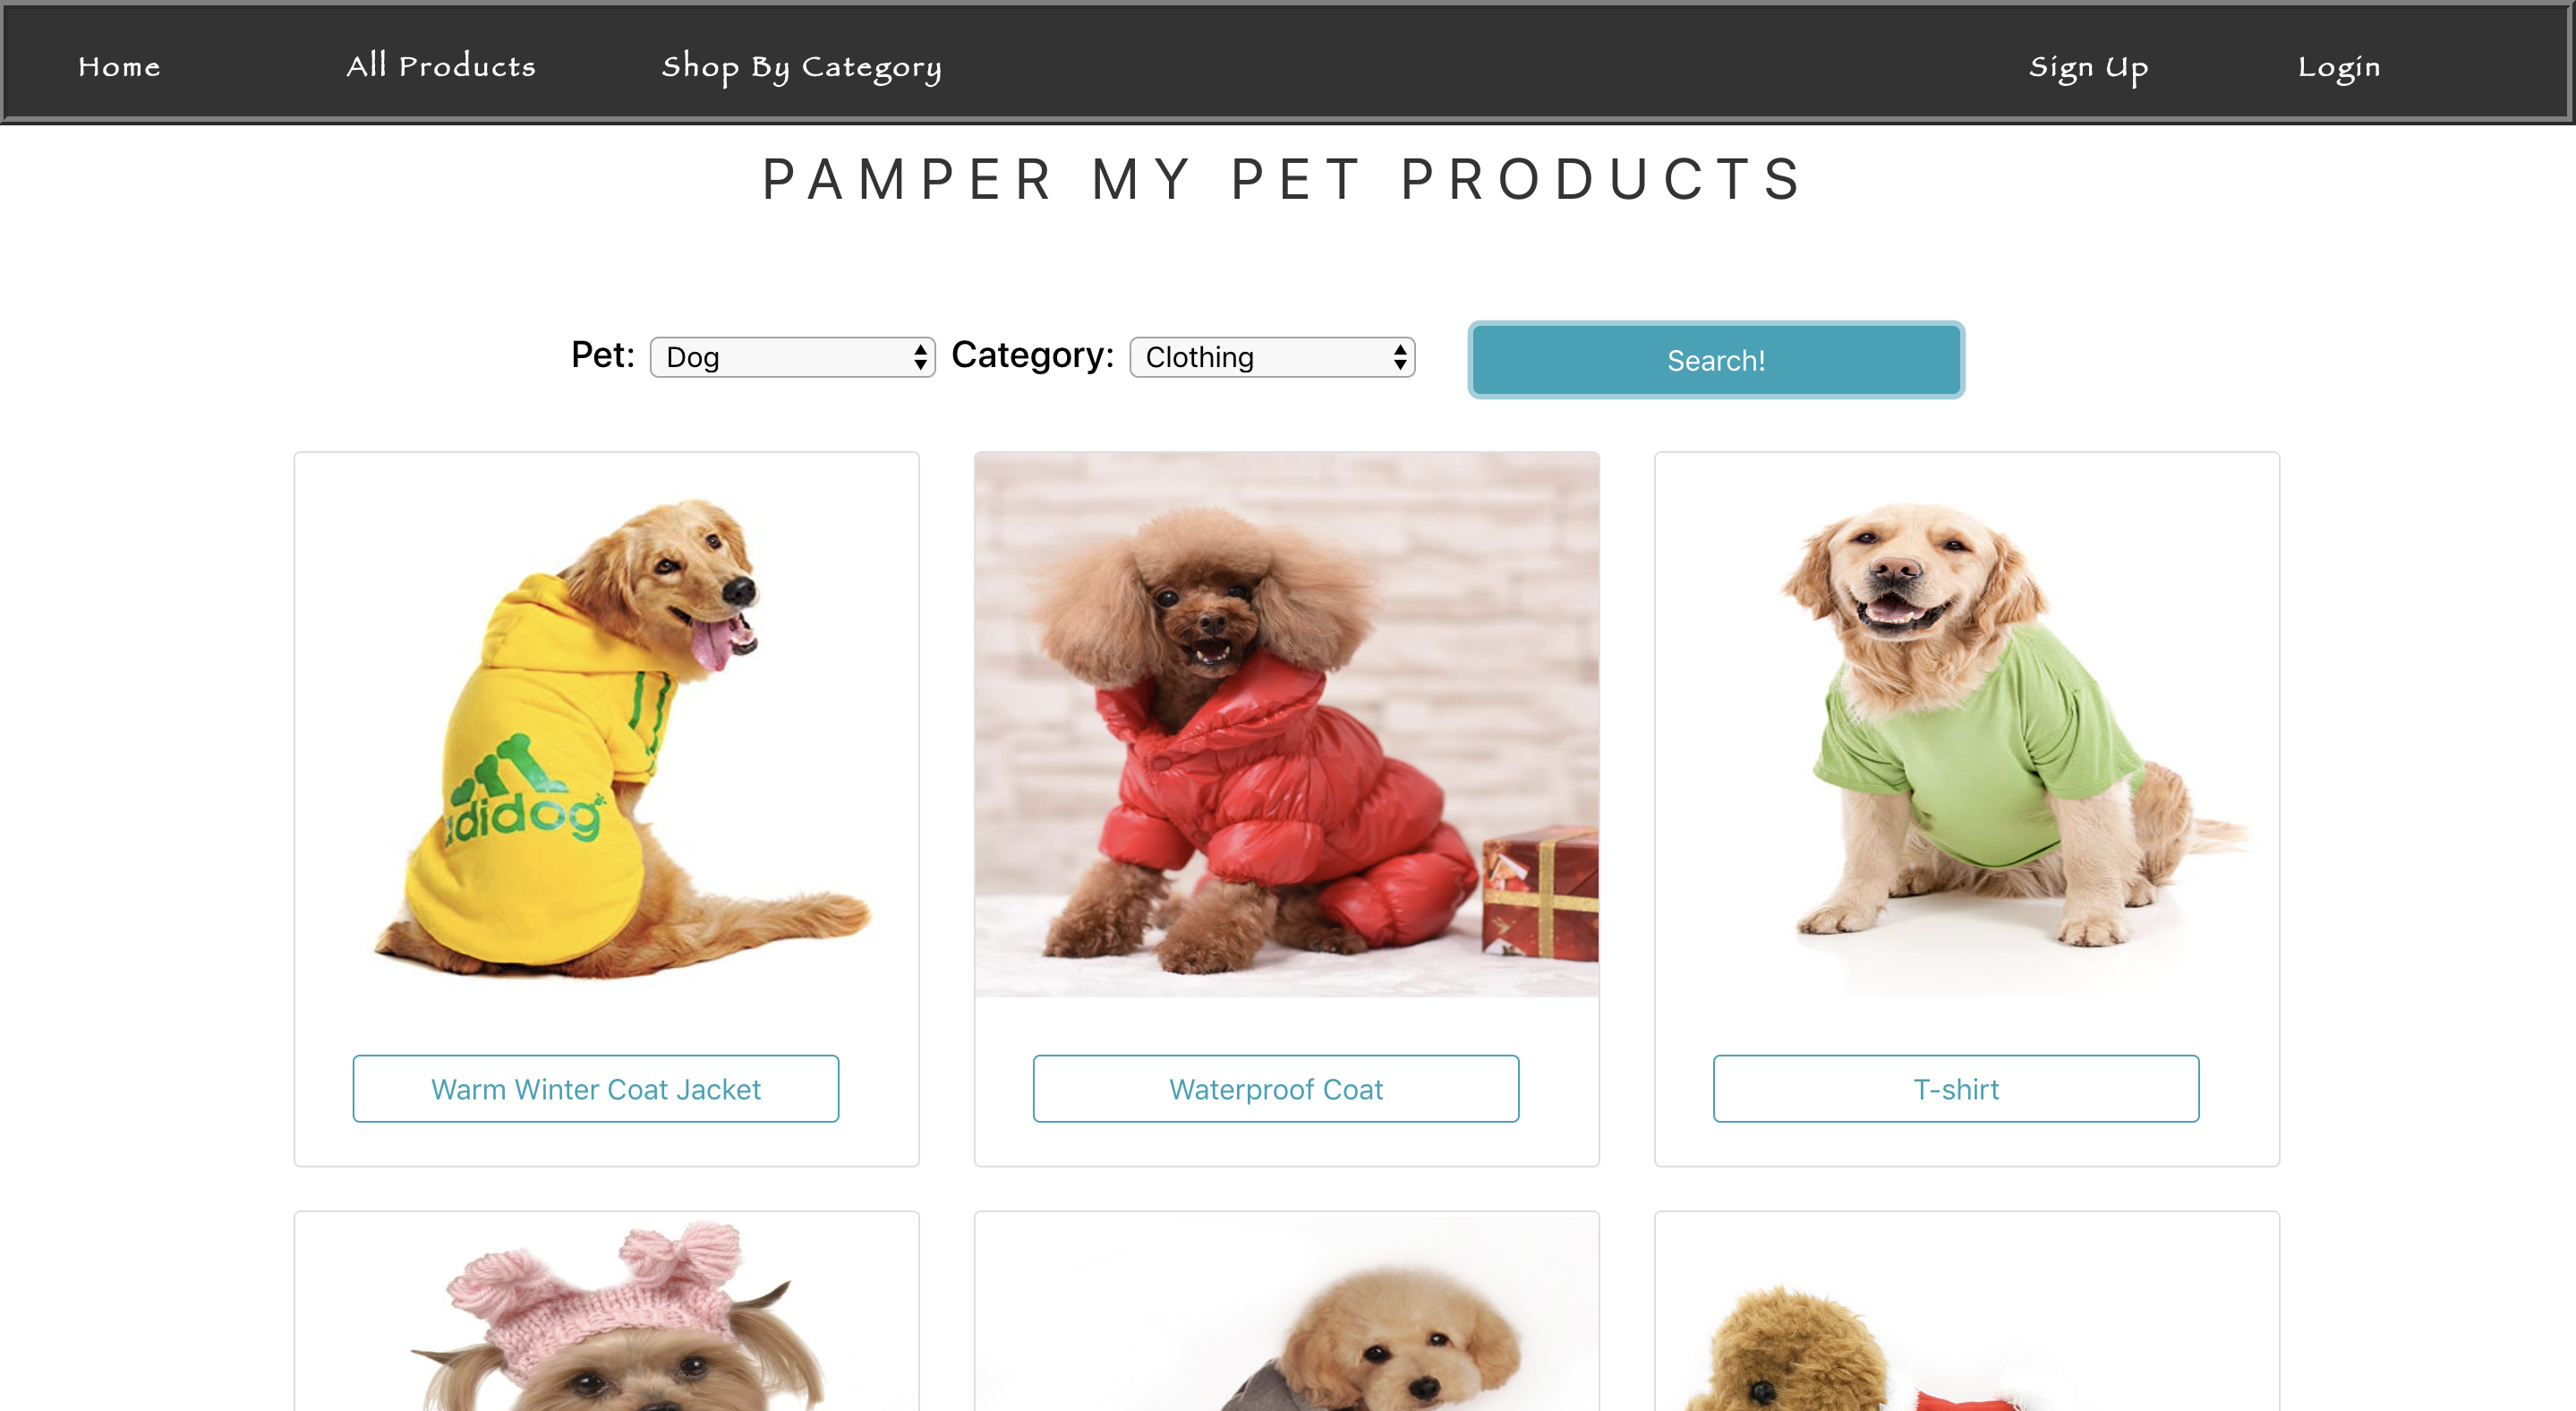 Home All Products Shop By Category Sign Up Login
PAMPER MY PET PRODUCTS
Pet: Dog Category: Clothing Search!
didog
Warm Winter Coat Jacket Waterproof Coat T-shirt